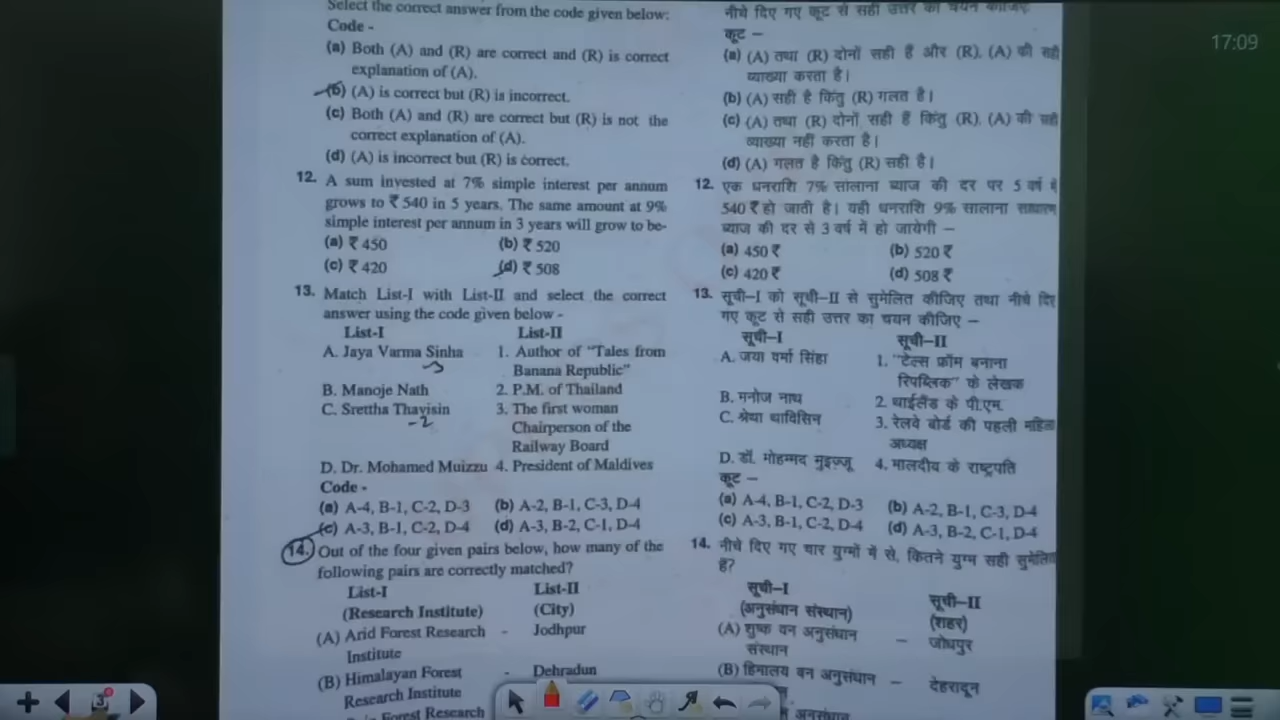 Select the correct answer from the code given below:
Code -
(a) Both (A) and (R) are correct and (R) is correct
explanation of (A).
(b) (A) is correct but (R) is incorrect.
(c) Both (A) and (R) are correct but (R) is not the
correct explanation of (A).
(d) (A) is incorrect but (R) is correct.
12. A sum invested at 7% simple interest per annum
grows to ₹ 540 in 5 years. The same amount at 9%
simple interest per annum in 3 years will grow to be-
(a) ₹ 450 (b) ₹ 520
(c) ₹ 420 (d) ₹ 508
13. Match List-I with List-II and select the correct
answer using the code given below -
List-I List-II
A. Jaya Varma Sinha 1. Author of "Tales from
3
Banana Republic"
B. Manoje Nath 2. P.M. of Thailand
C. Srettha Thavisin 3. The first woman
-2
Chairperson of the
Railway Board
D. Dr. Mohamed Muizzu 4. President of Maldives
Code -
(a) A-4, B-1, C-2, D-3 (b) A-2, B-1, C-3, D-4
(c) A-3, B-1, C-2, D-4 (d) A-3, B-2, C-1, D-4
14. Out of the four given pairs below, how many of the
following pairs are correctly matched?
List-I List-II
(Research Institute) (City)
(A) Arid Forest Research - Jodhpur
Institute
(B) Himalayan Forest - Dehradun
Research Institute
Forest Research
नीचे दिए गए कूट से सही उत्तर का चयन कीजिए
कूट –
(a) (A) तथा (R) दोनों सही हैं और (R), (A) की सही
व्याख्या करता है।
(b) (A) सही है किंतु (R) गलत है।
(c) (A) तथा (R) दोनों सही हैं किंतु (R), (A) की सही
व्याख्या नहीं करता है।
(d) (A) गलत है किंतु (R) सही है।
12. एक धनराशि 7% सालाना ब्याज की दर पर 5 वर्ष में
540 ₹ हो जाती है। यही धनराशि 9% सालाना साधारण
ब्याज की दर से 3 वर्ष में हो जायेगी –
(a) 450 ₹ (b) 520 ₹
(c) 420 ₹ (d) 508 ₹
13. सूची–I को सूची–II से सुमेलित कीजिए तथा नीचे दिए
गए कूट से सही उत्तर का चयन कीजिए –
सूची–I सूची–II
A. जया वर्मा सिंहा 1. "टेल्स फ्रॉम बनाना
रिपब्लिक" के लेखक
B. मनोज नाथ 2. थाईलैंड के पी.एम.
C. श्रेथा थाविसिन 3. रेलवे बोर्ड की पहली महिला
अध्यक्ष
D. डॉ. मोहम्मद मुइज़्जू 4. मालदीव के राष्ट्रपति
कूट –
(a) A-4, B-1, C-2, D-3 (b) A-2, B-1, C-3, D-4
(c) A-3, B-1, C-2, D-4 (d) A-3, B-2, C-1, D-4
14. नीचे दिए गए चार युग्मों में से, कितने युग्म सही सुमेलित
हैं?
सूची–I सूची–II
(अनुसंधान संस्थान) (शहर)
(A) शुष्क वन अनुसंधान – जोधपुर
संस्थान
(B) हिमालय वन अनुसंधान – देहरादून
अनुसंधान
17:09
3